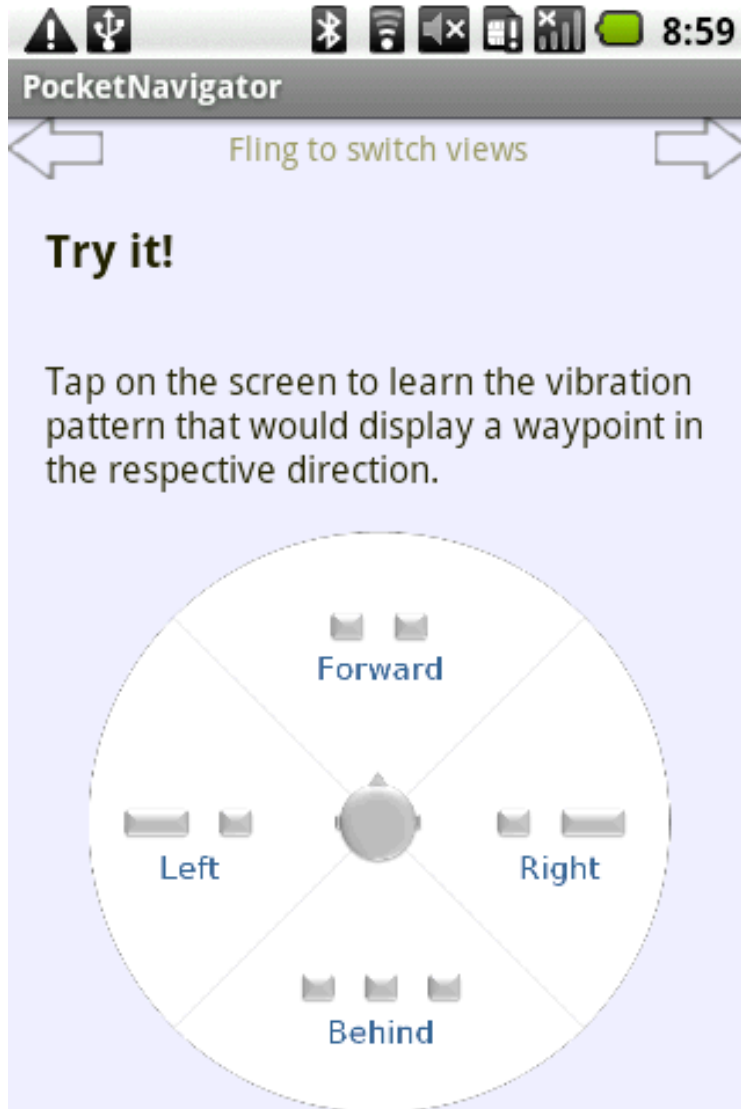 8:59
PocketNavigator
Fling to switch views
Try it!
Tap on the screen to learn the vibration
pattern that would display a waypoint in
the respective direction.
Forward
Left
Right
Behind